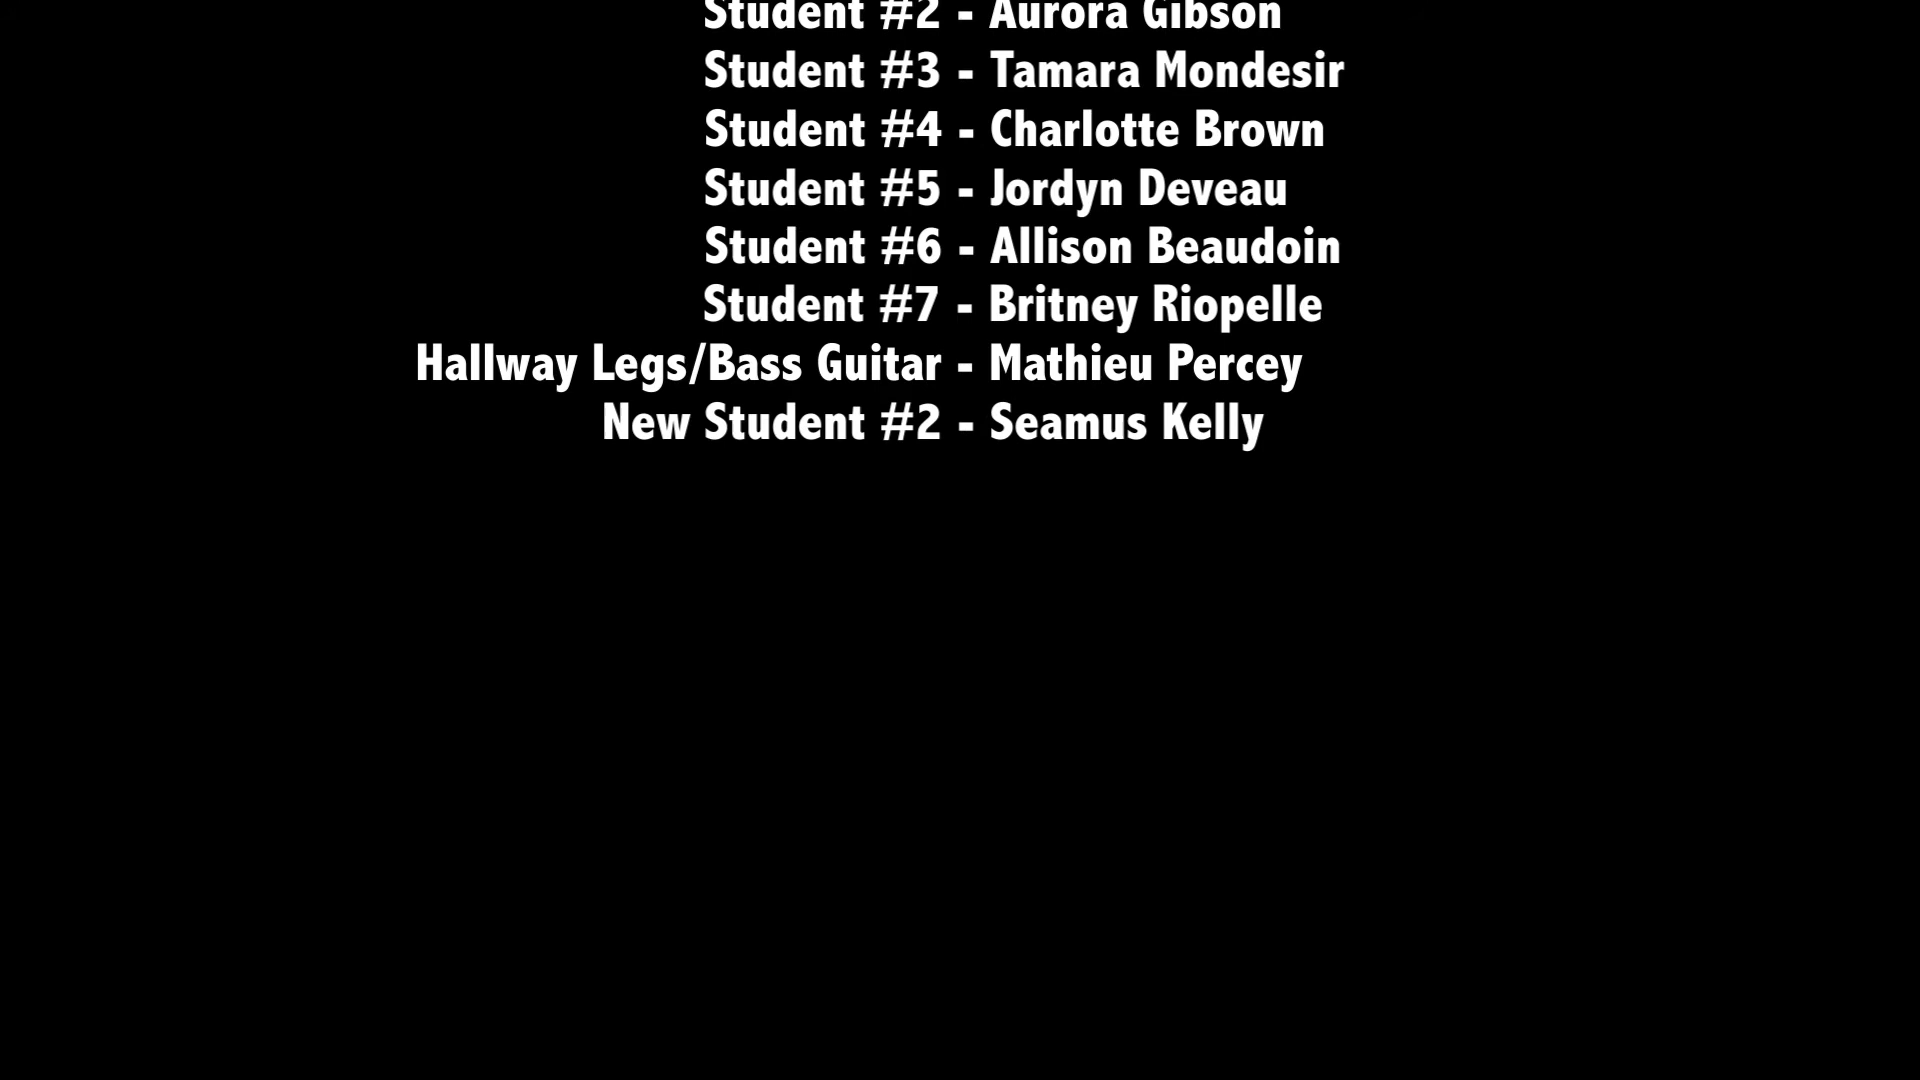 Student #2 - Aurora Gibson
Student #3 - Tamara Mondesir
Student #4 - Charlotte Brown
Student #5 - Jordyn Deveau
Student #6 - Allison Beaudoin
Student #7 - Britney Riopelle
Hallway Legs/Bass Guitar - Mathieu Percey
New Student #2 - Seamus Kelly